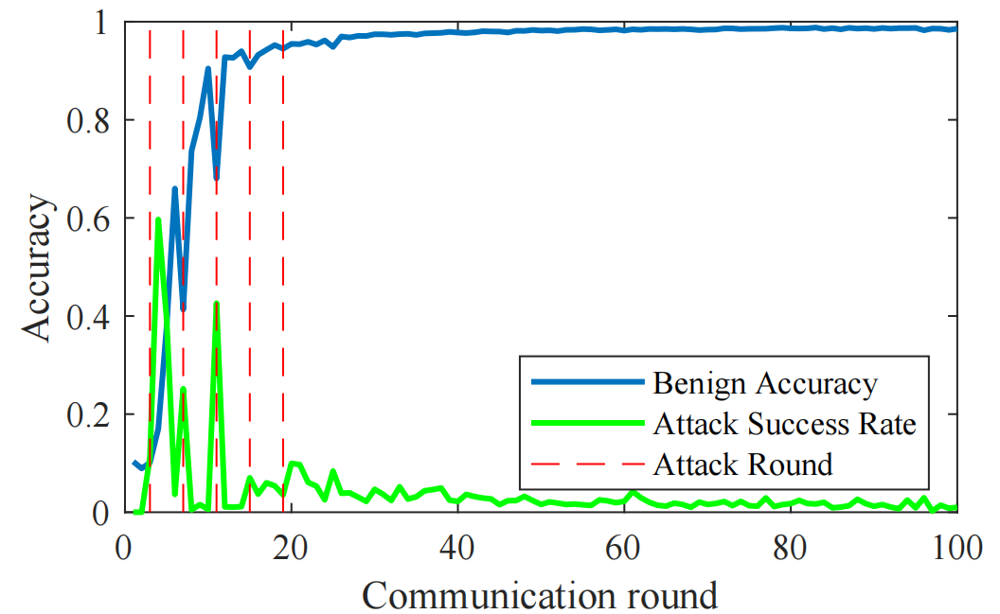 1
0.8
0.6
0.4
0.2
0
Accuracy
Benign Accuracy
Attack Success Rate
Attack Round
0 20 40 60 80 100
Communication round